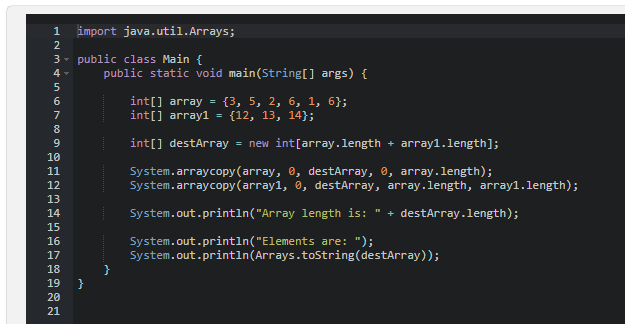 1 import java.util.Arrays;
2
3 public class Main {
4 public static void main(String[] args) {
5
6 int[] array = {3, 5, 2, 6, 1, 6};
7 int[] array1 = {12, 13, 14};
8
9 int[] destArray = new int[array.length + array1.length];
10
11 System.arraycopy(array, 0, destArray, 0, array.length);
12 System.arraycopy(array1, 0, destArray, array.length, array1.length);
13
14 System.out.println("Array length is: " + destArray.length);
15
16 System.out.println("Elements are: ");
17 System.out.println(Arrays.toString(destArray));
18 }
19 }
20
21